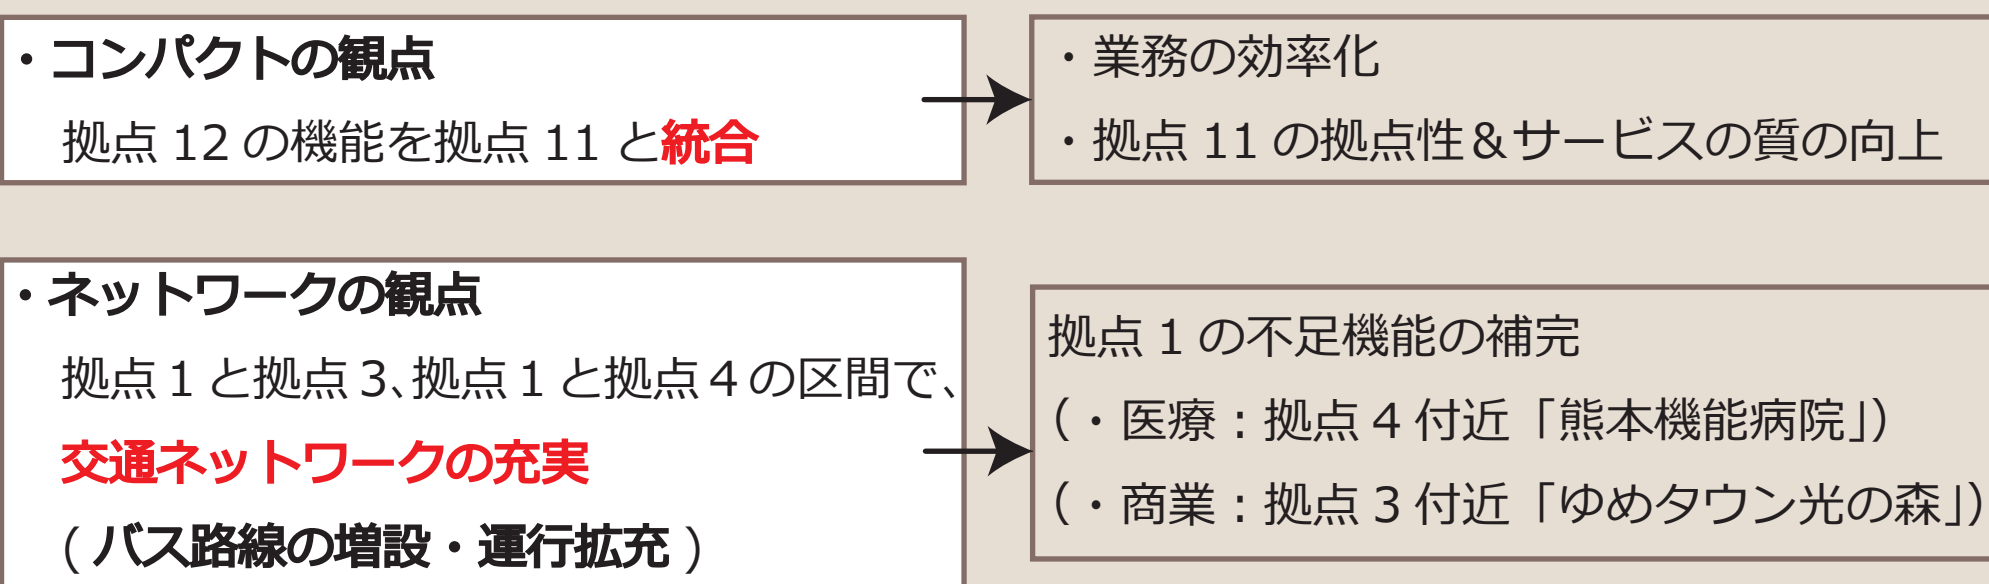 ・コンパクトの観点
拠点 12 の機能を拠点 11 と統合
・業務の効率化
・拠点 11 の拠点性＆サービスの質の向上
・ネットワークの観点
拠点 1 と拠点 3、拠点 1 と拠点 4 の区間で、
交通ネットワークの充実
( バス路線の増設・運行拡充 )
拠点 1 の不足機能の補完
（・医療：拠点 4 付近「熊本機能病院」）
（・商業：拠点 3 付近「ゆめタウン光の森」）